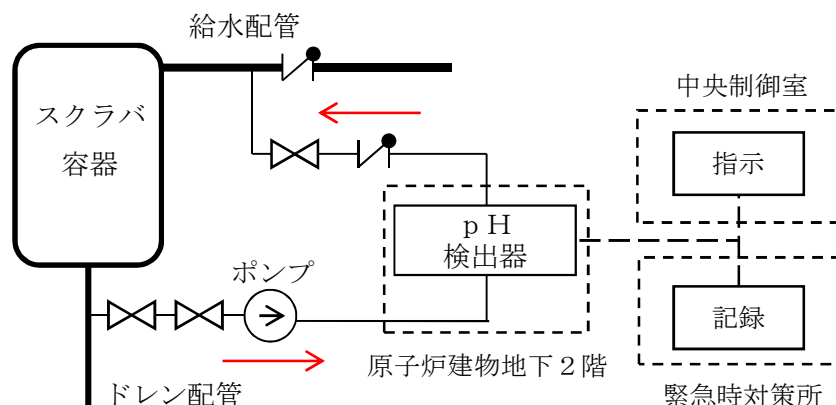 給水配管
スクラバ
容器
中央制御室
指示
ｐＨ
検出器
ポンプ
記録
原子炉建物地下２階
ドレン配管
緊急時対策所